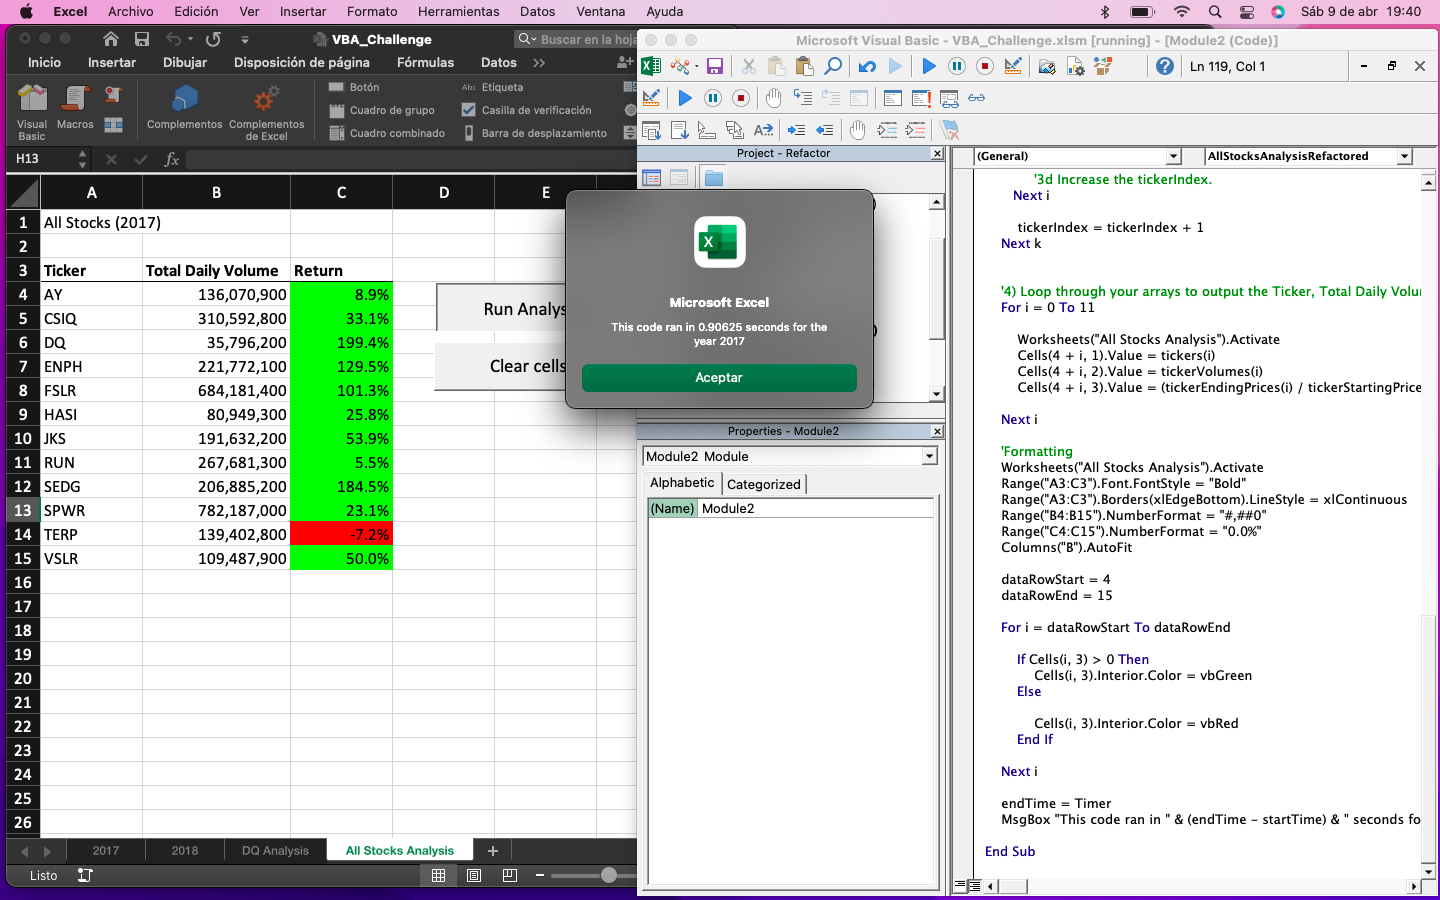 Excel Archivo Edición Ver Insertar Formato Herramientas Datos Ventana Ayuda Sáb 9 de abr 19:40
VBA_Challenge
Buscar en la hoja
Inicio Insertar Dibujar Disposición de página Fórmulas Datos >>
Visual Basic
Macros
Complementos
Complementos de Excel
Botón
Cuadro de grupo
Cuadro combinado
Abc Etiqueta
Casilla de verificación
Barra de desplazamiento
H13 fx
A B C D E
1 All Stocks (2017)
2
3 Ticker Total Daily Volume Return
4 AY 136,070,900 8.9%
5 CSIQ 310,592,800 33.1%
6 DQ 35,796,200 199.4%
7 ENPH 221,772,100 129.5%
8 FSLR 684,181,400 101.3%
9 HASI 80,949,300 25.8%
10 JKS 191,632,200 53.9%
11 RUN 267,681,300 5.5%
12 SEDG 206,885,200 184.5%
13 SPWR 782,187,000 23.1%
14 TERP 139,402,800 -7.2%
15 VSLR 109,487,900 50.0%
16
17
18
19
20
21
22
23
24
25
26
Run Analys
Clear cells
2017 2018 DQ Analysis All Stocks Analysis +
Listo
Microsoft Excel
This code ran in 0.90625 seconds for the
year 2017
Aceptar
Microsoft Visual Basic - VBA_Challenge.xlsm [running] - [Module2 (Code)]
Ln 119, Col 1
Project - Refactor
Properties - Module2
Module2 Module
Alphabetic Categorized
(Name) Module2
(General) AllStocksAnalysisRefactored
'3d Increase the tickerIndex.
Next i
tickerIndex = tickerIndex + 1
Next k
'4) Loop through your arrays to output the Ticker, Total Daily Volu
For i = 0 To 11
Worksheets("All Stocks Analysis").Activate
Cells(4 + i, 1).Value = tickers(i)
Cells(4 + i, 2).Value = tickerVolumes(i)
Cells(4 + i, 3).Value = (tickerEndingPrices(i) / tickerStartingPrice
Next i
'Formatting
Worksheets("All Stocks Analysis").Activate
Range("A3:C3").Font.FontStyle = "Bold"
Range("A3:C3").Borders(xlEdgeBottom).LineStyle = xlContinuous
Range("B4:B15").NumberFormat = "#,##0"
Range("C4:C15").NumberFormat = "0.0%"
Columns("B").AutoFit
dataRowStart = 4
dataRowEnd = 15
For i = dataRowStart To dataRowEnd
If Cells(i, 3) > 0 Then
Cells(i, 3).Interior.Color = vbGreen
Else
Cells(i, 3).Interior.Color = vbRed
End If
Next i
endTime = Timer
MsgBox "This code ran in " & (endTime - startTime) & " seconds fo
End Sub